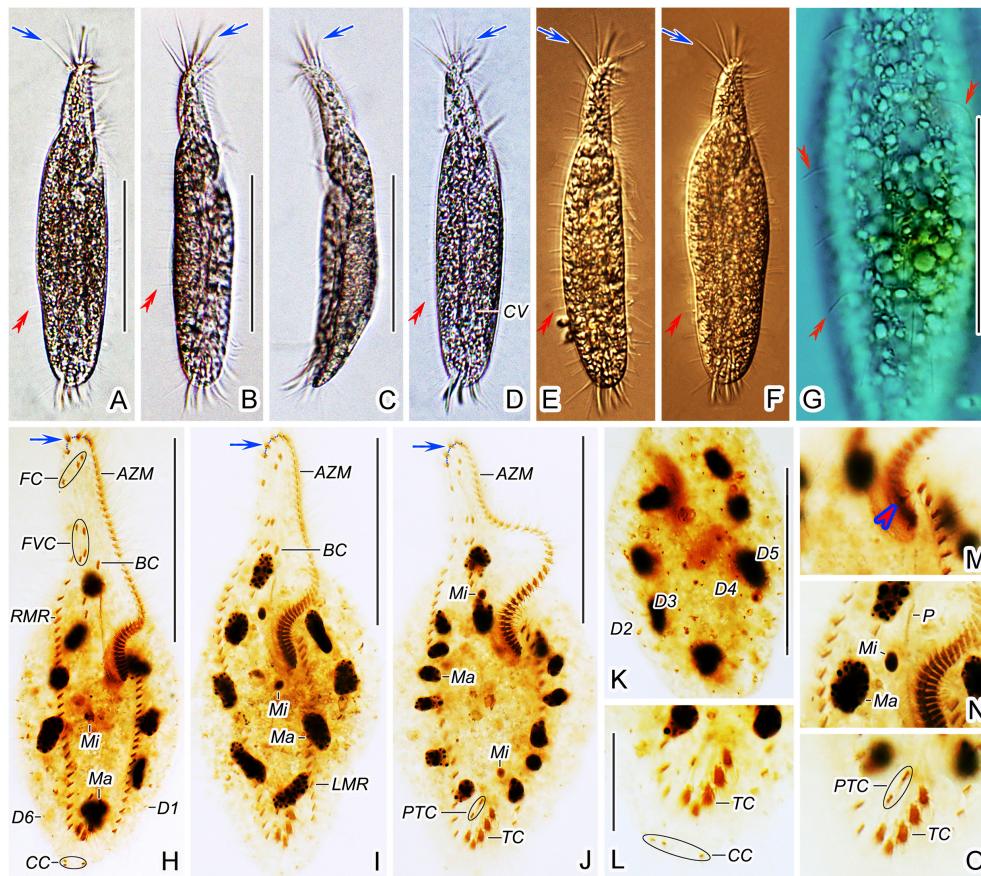 A
B
C
D
CV
E
F
G
FC
AZM
FVC
BC
RMR
Mi
Ma
D6
D1
CC
H
AZM
BC
Mi
Ma
LMR
I
AZM
Mi
Ma
Mi
PTC
TC
J
D5
D4
D3
D2
K
TC
CC
L
M
P
Mi
Ma
N
PTC
TC
O